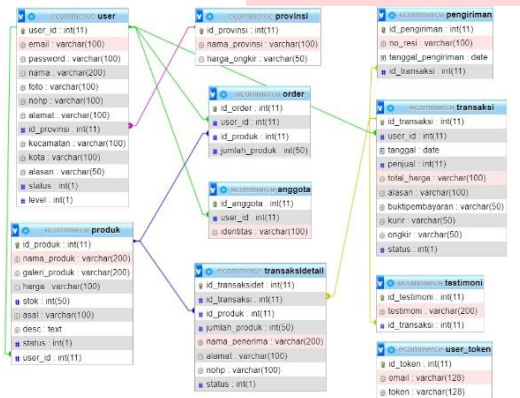 ecommerce user
user_id : int(11)
email : varchar(100)
password : varchar(100)
nama : varchar(200)
foto : varchar(100)
nohp : varchar(100)
alamat : varchar(100)
id_provinsi : int(11)
kecamatan : varchar(100)
kota : varchar(100)
alasan : varchar(50)
status : int(1)
level : int(1)
ecommerce produk
id_produk : int(11)
nama_produk : varchar(200)
galeri_produk : varchar(200)
harga : varchar(100)
stok : int(50)
asal : varchar(100)
desc : text
status : int(1)
user_id : int(11)
ecommerce provinsi
id_provinsi : int(11)
nama_provinsi : varchar(100)
harga_ongkir : varchar(50)
ecommerce order
id_order : int(11)
user_id : int(11)
id_produk : int(11)
jumlah_produk : int(50)
ecommerce anggota
id_anggota : int(11)
user_id : int(11)
identitas : varchar(100)
ecommerce transaksidetail
id_transaksidet : int(11)
id_transaksi : int(11)
id_produk : int(11)
jumlah_produk : int(50)
nama_penerima : varchar(200)
alamat : varchar(100)
nohp : varchar(100)
status : int(1)
ecommerce pengiriman
id_pengiriman : int(11)
no_resi : varchar(100)
tanggal_pengiriman : date
id_transaksi : int(11)
ecommerce transaksi
id_transaksi : int(11)
user_id : int(11)
tanggal : date
penjual : int(11)
total_harga : varchar(100)
alasan : varchar(100)
buktipembayaran : varchar(50)
kurir : varchar(50)
ongkir : varchar(50)
status : int(1)
ecommerce testimoni
id_testimoni : int(11)
testimoni : varchar(200)
id_transaksi : int(11)
ecommerce user_token
id_token : int(11)
email : varchar(128)
token : varchar(128)